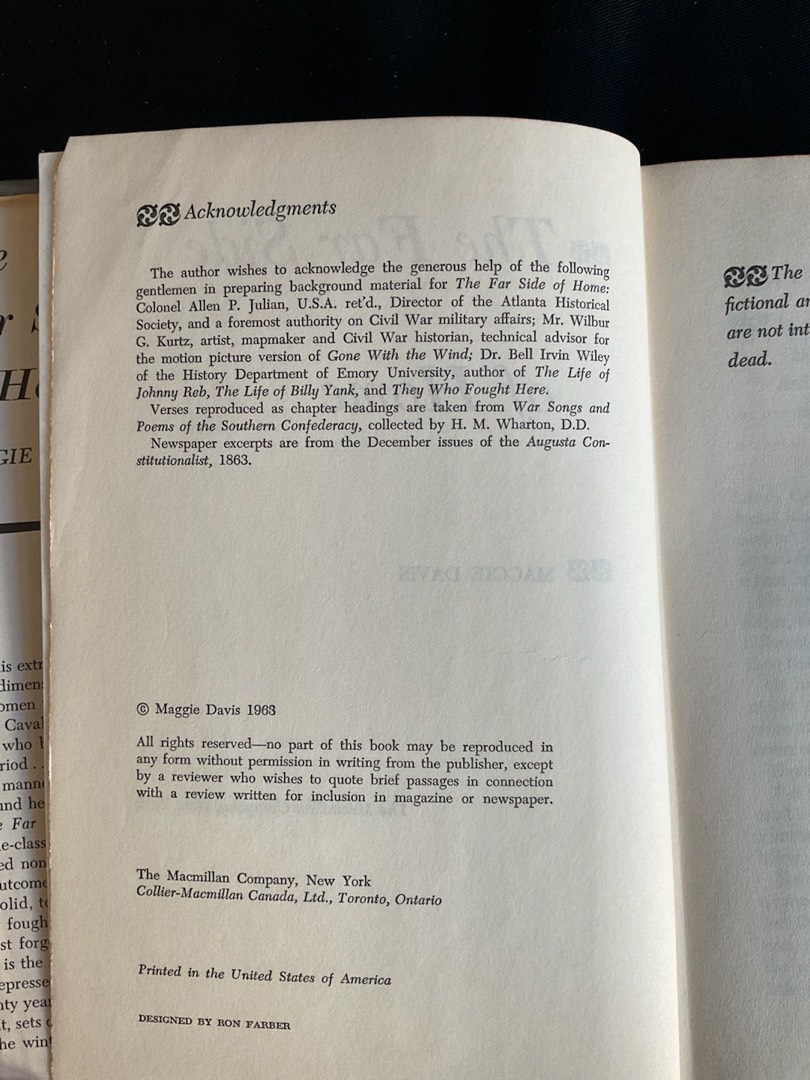 Acknowledgments
The author wishes to acknowledge the generous help of the following
gentlemen in preparing background material for The Far Side of Home:
Colonel Allen P. Julian, U.S.A. ret'd., Director of the Atlanta Historical
Society, and a foremost authority on Civil War military affairs; Mr. Wilbur
G. Kurtz, artist, mapmaker and Civil War historian, technical advisor for
the motion picture version of Gone With the Wind; Dr. Bell Irvin Wiley
of the History Department of Emory University, author of The Life of
Johnny Reb, The Life of Billy Yank, and They Who Fought Here.
Verses reproduced as chapter headings are taken from War Songs and
Poems of the Southern Confederacy, collected by H. M. Wharton, D.D.
Newspaper excerpts are from the December issues of the Augusta Con-
stitutionalist, 1863.
© Maggie Davis 1963
All rights reserved—no part of this book may be reproduced in
any form without permission in writing from the publisher, except
by a reviewer who wishes to quote brief passages in connection
with a review written for inclusion in magazine or newspaper.
The Macmillan Company, New York
Collier-Macmillan Canada, Ltd., Toronto, Ontario
Printed in the United States of America
DESIGNED BY RON FARBER
The
fictional
are not
dead.
GIE
is
who
Far
is the
sets